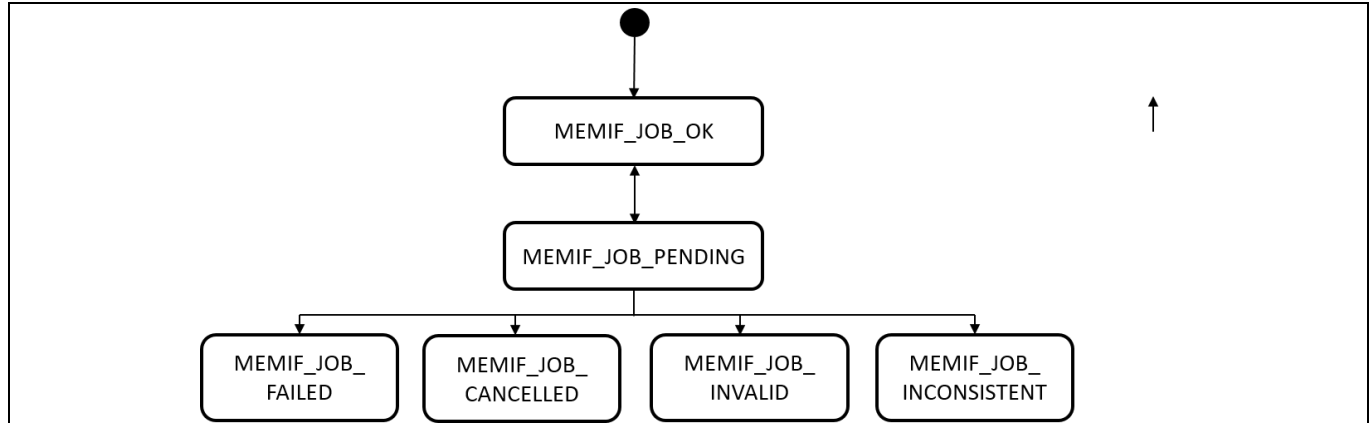 MEMIF_JOB_OK
MEMIF_JOB_PENDING
MEMIF_JOB_
FAILED
MEMIF_JOB_
CANCELLED
MEMIF_JOB_
INVALID
MEMIF_JOB_
INCONSISTENT